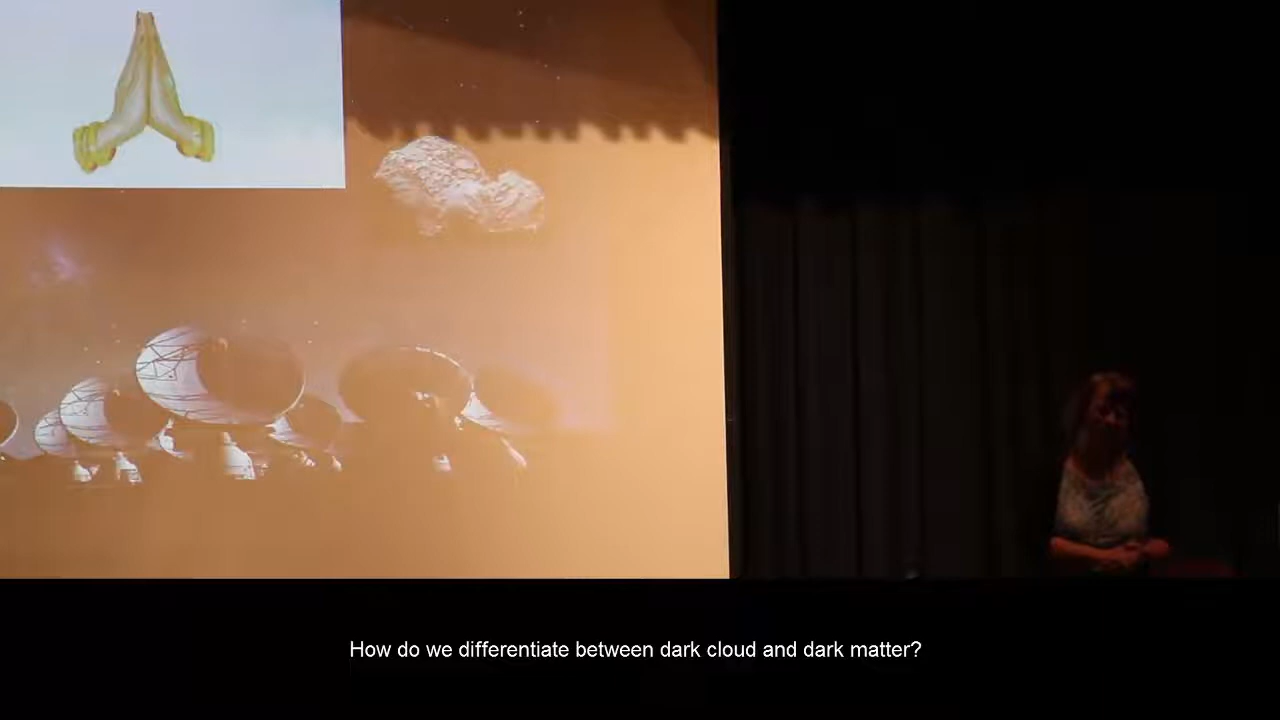 How do we differentiate between dark cloud and dark matter?